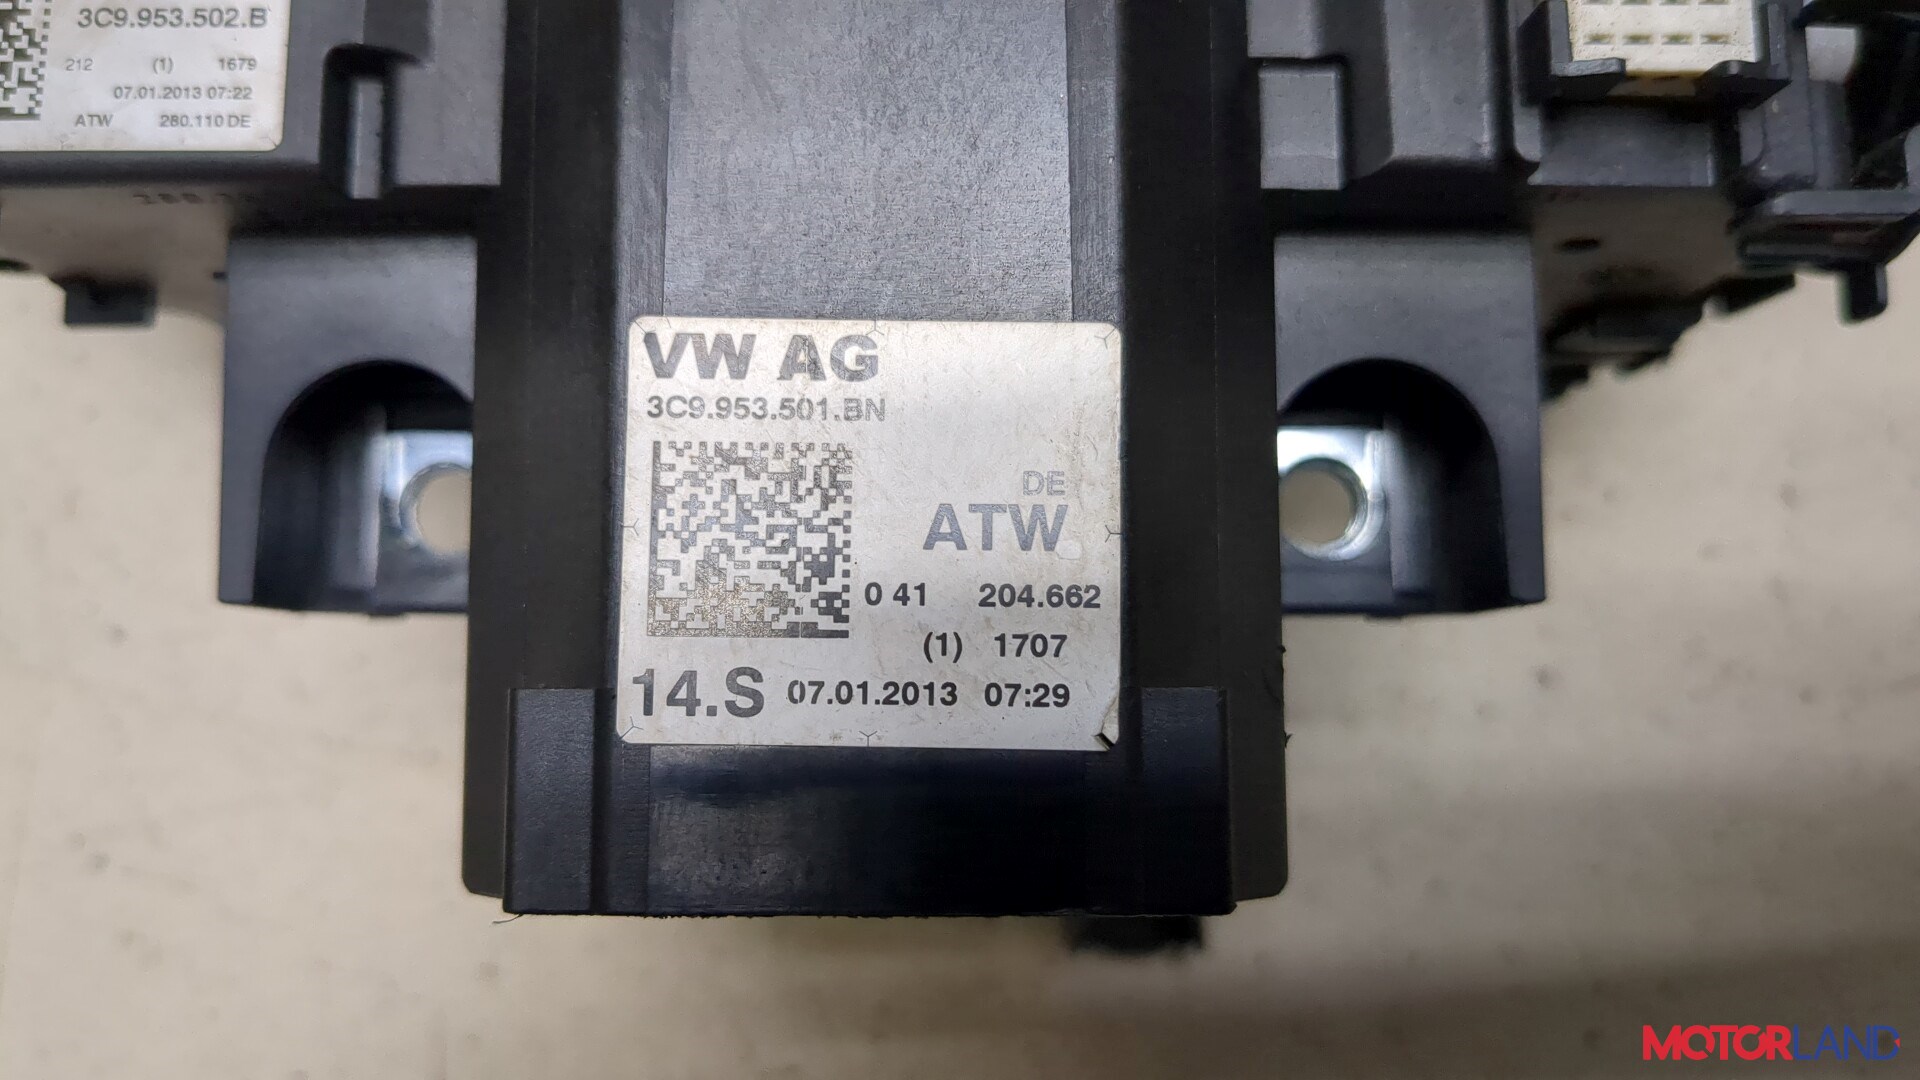 3C9.953.502.B
212 (1) 1679
07.01.2013 07:22
ATW 280.110 DE
VW AG
3C9.953.501.BN
DE
ATW
0 41 204.662
(1) 1707
14.S 07.01.2013 07:29
MOTORLAND